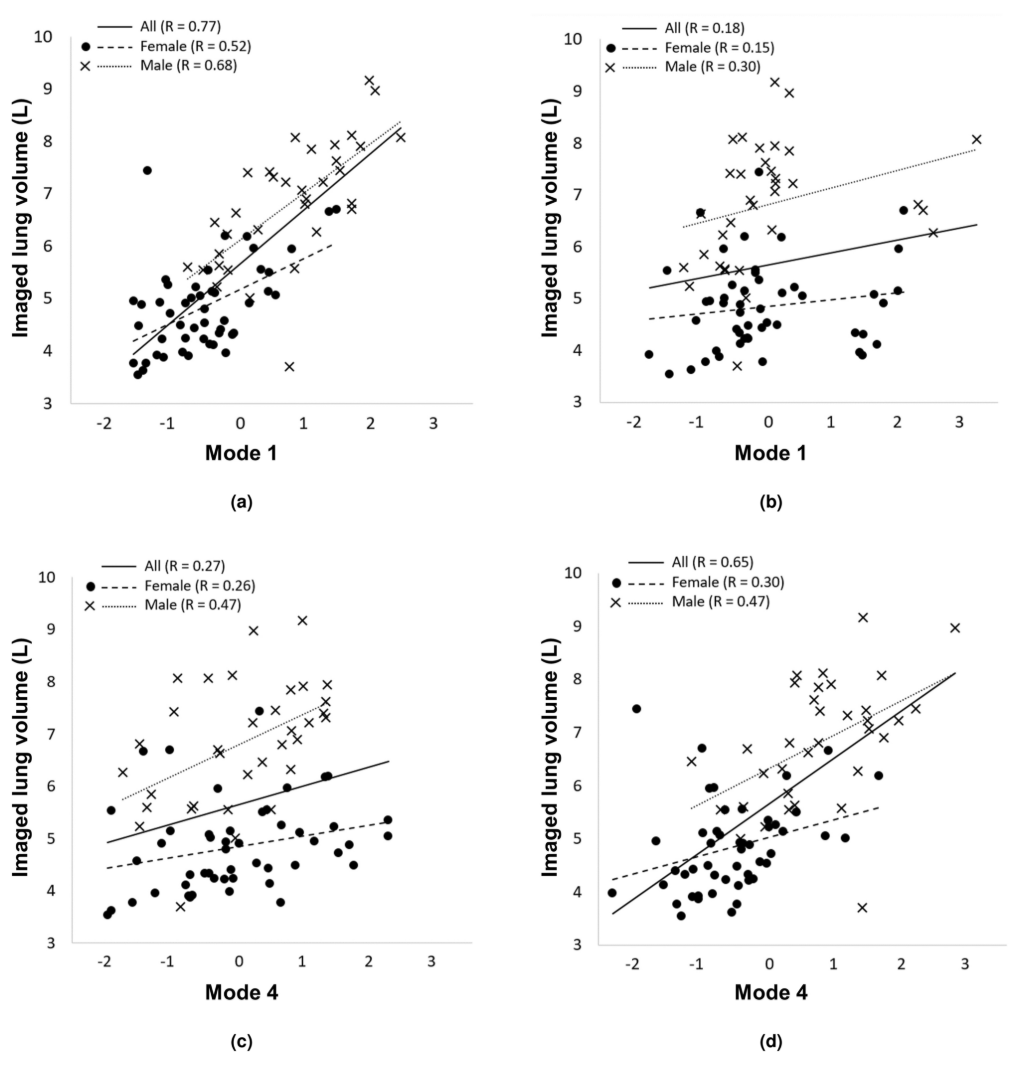 All (R = 0.77)
Female (R = 0.52)
Male (R = 0.68)
10
9
8
7
6
5
4
3
-2 -1 0 1 2 3
Imaged lung volume (L)
Mode 1
(a)
All (R = 0.18)
Female (R = 0.15)
Male (R = 0.30)
10
9
8
7
6
5
4
3
-2 -1 0 1 2 3
Imaged lung volume (L)
Mode 1
(b)
All (R = 0.27)
Female (R = 0.26)
Male (R = 0.47)
10
9
8
7
6
5
4
3
-2 -1 0 1 2 3
Imaged lung volume (L)
Mode 4
(c)
All (R = 0.65)
Female (R = 0.30)
Male (R = 0.47)
10
9
8
7
6
5
4
3
-2 -1 0 1 2 3
Imaged lung volume (L)
Mode 4
(d)